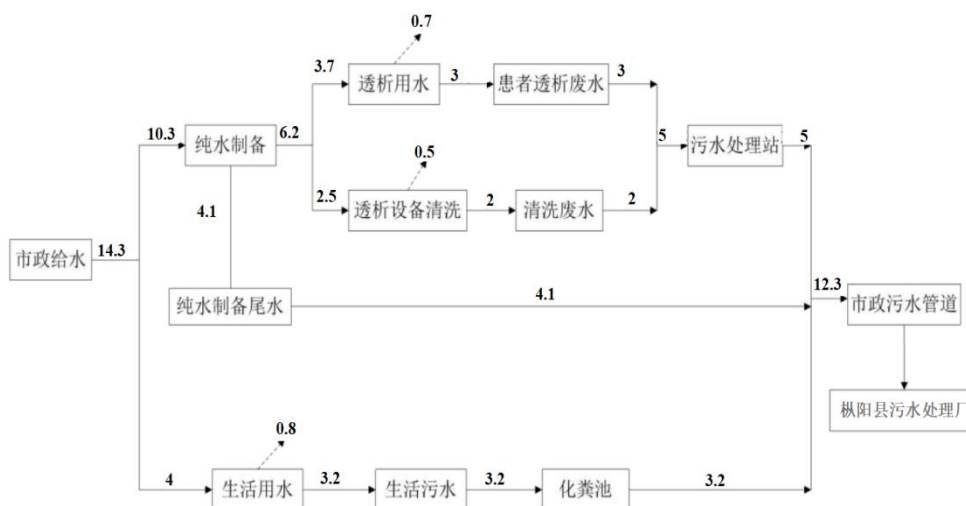 0.7
3.7
透析用水
3
患者透析废水
3
10.3
纯水制备
6.2
5
污水处理站
5
0.5
4.1
2.5
透析设备清洗
2
清洗废水
2
市政给水
14.3
纯水制备尾水
4.1
12.3
市政污水管道
枞阳县污水处理厂
0.8
4
生活用水
3.2
生活污水
3.2
化粪池
3.2